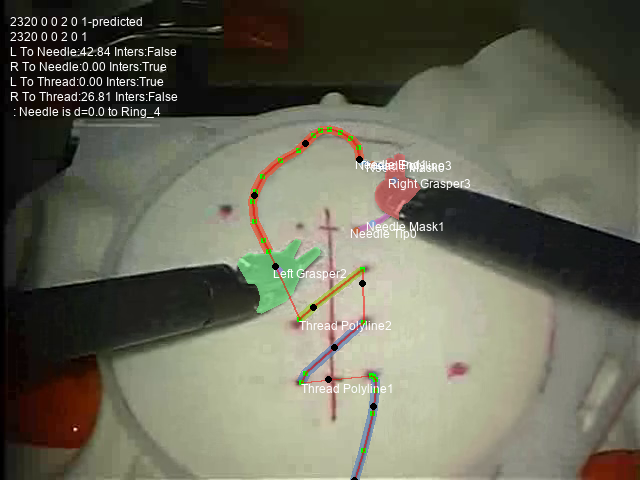 2320 0 0 2 0 1-predicted
2320 0 0 2 0 1
L To Needle:42.84 Inters:False
R To Needle:0.00 Inters:True
L To Thread:0.00 Inters:True
R To Thread:26.81 Inters:False
: Needle is d=0.0 to Ring_4
Right Grasper3
Needle Mask1
Needle Tip0
Left Grasper2
Thread Polyline2
Thread Polyline1